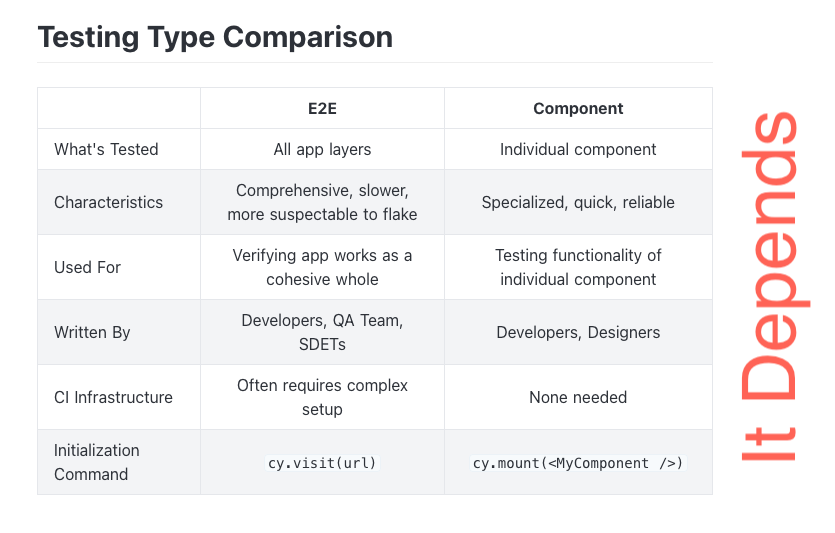 Testing Type Comparison
E2E
Component
What's Tested
All app layers
Individual component
Characteristics
Comprehensive, slower,
more suspectable to flake
Specialized, quick, reliable
Used For
Verifying app works as a
cohesive whole
Testing functionality of
individual component
Written By
Developers, QA Team,
SDETs
Developers, Designers
CI Infrastructure
Often requires complex
setup
None needed
Initialization
Command
cy.visit(url)
cy.mount(<MyComponent />)
It Depends